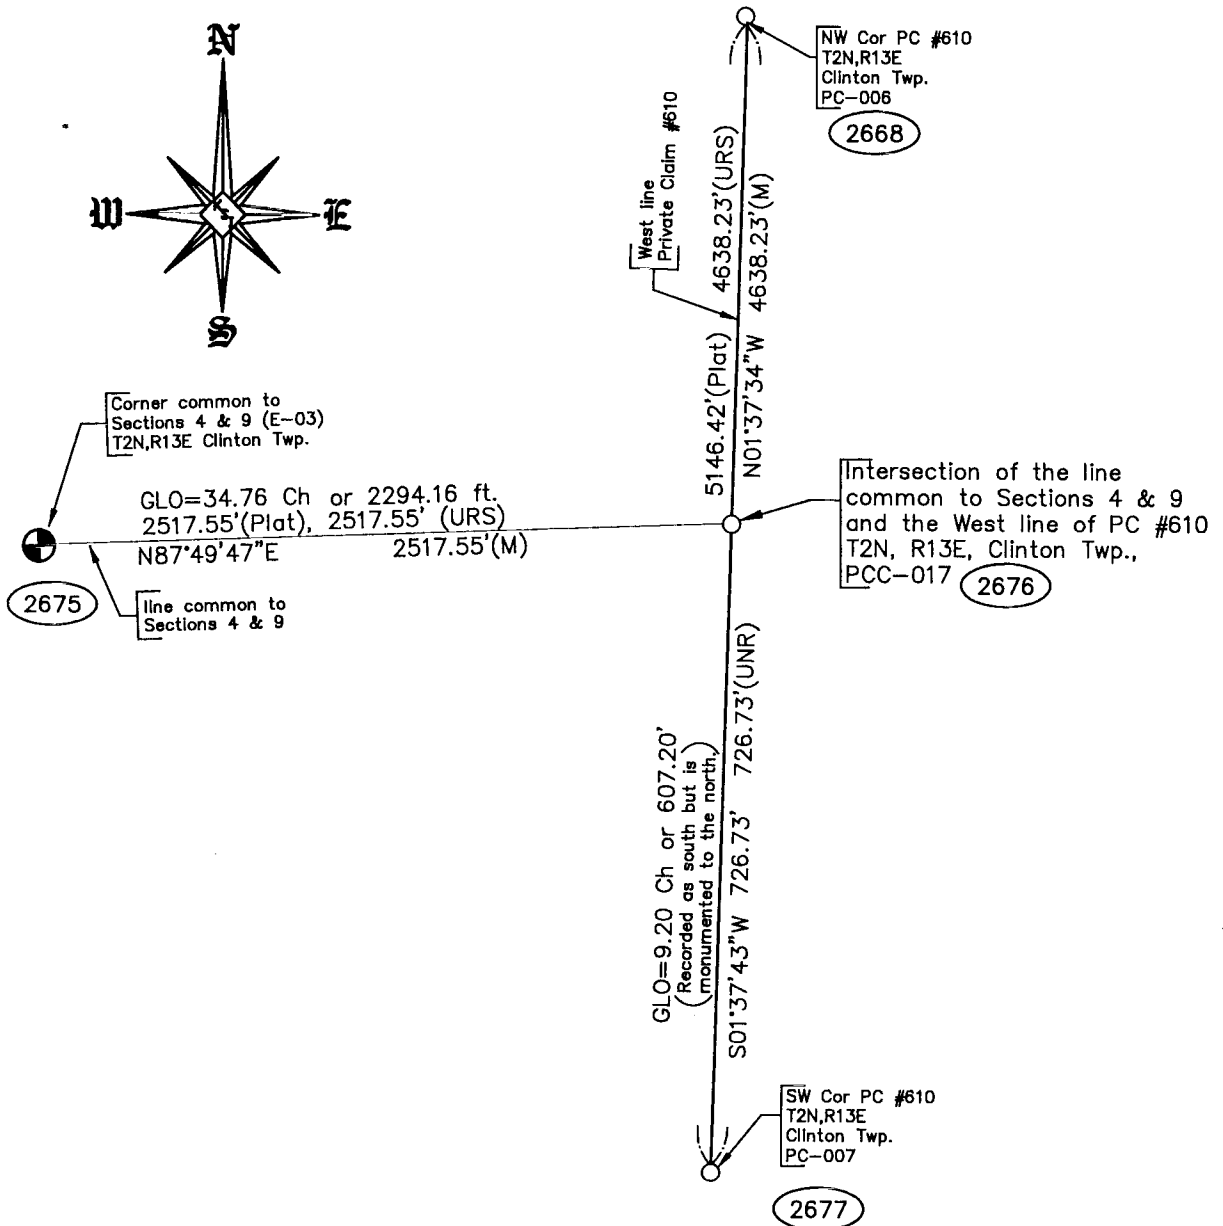 N
W
E
S
NW Cor PC #610
T2N,R13E
Clinton Twp.
PC-006
2668
West line
Private Claim #610
4638.23'(URS)
4638.23'(M)
5146.42'(Plat)
N01°37'34"W
Corner common to
Sections 4 & 9 (E-03)
T2N,R13E Clinton Twp.
GLO=34.76 Ch or 2294.16 ft.
2517.55'(Plat), 2517.55' (URS)
N87°49'47"E 2517.55'(M)
2675
line common to
Sections 4 & 9
Intersection of the line
common to Sections 4 & 9
and the West line of PC #610
T2N, R13E, Clinton Twp.,
PCC-017
2676
GLO=9.20 Ch or 607.20'
(Recorded as south but is
monumented to the north.)
726.73'(UNR)
S01°37'43"W 726.73'
SW Cor PC #610
T2N,R13E
Clinton Twp.
PC-007
2677